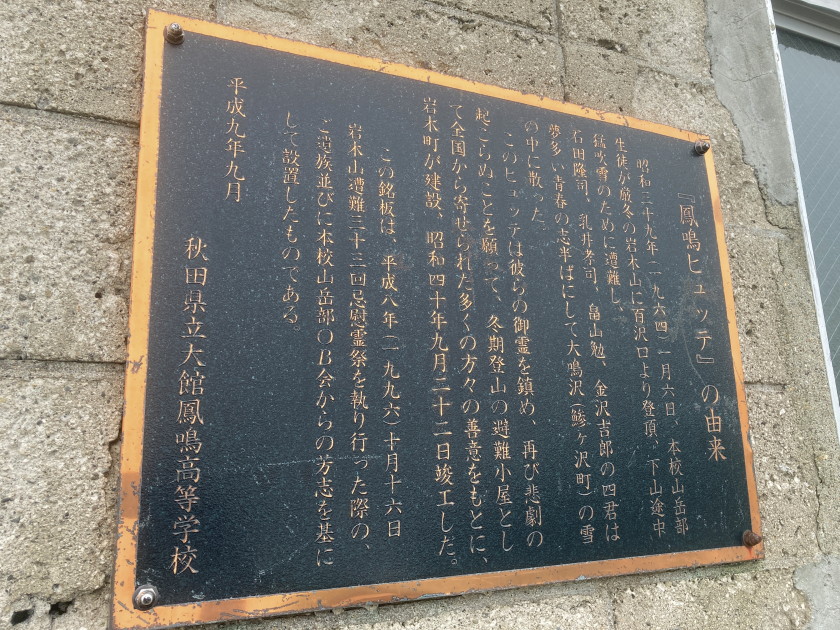 『鳳鳴ヒュッテ』の由来
昭和三十九年(一九六四)一月六日、本校山岳部
生徒が厳冬の岩木山に百沢口より登頂、下山途中
猛吹雪のために遭難し、
石田隆司、乳井孝司、畠山勉、金沢吉郎の四君は
夢多い青春の志半ばにして大鳴沢(鯵ヶ沢町)の雪
の中に散った。
このヒュッテは彼らの御霊を鎮め、再び悲劇の
起こらぬことを願って、冬期登山の避難小屋とし
て全国から寄せられた多くの方々の善意をもとに、
岩木町が建設、昭和四十年九月二十二日竣工しだ。
この銘板は、平成八年(一九九六)十月十六日
岩木山遭難三十三回忌慰霊祭を執り行った際の、
ご遺族並びに本校山岳部OB会からの芳志を基に
して設置したものである。
平成九年九月
秋田県立大館鳳鳴高等学校